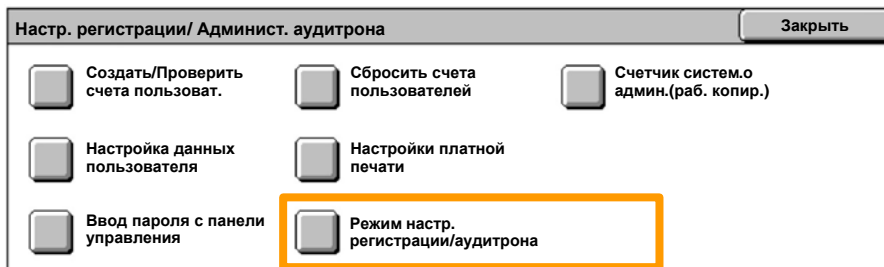 Настр. регистрации/ Админист. аудитрона
Закрыть
Создать/Проверить
счета пользоват.
Сбросить счета
пользователей
Счетчик систем.о
админ.(раб. копир.)
Настройка данных
пользователя
Настройки платной
печати
Ввод пароля с панели
управления
Режим настр.
регистрации/аудитрона